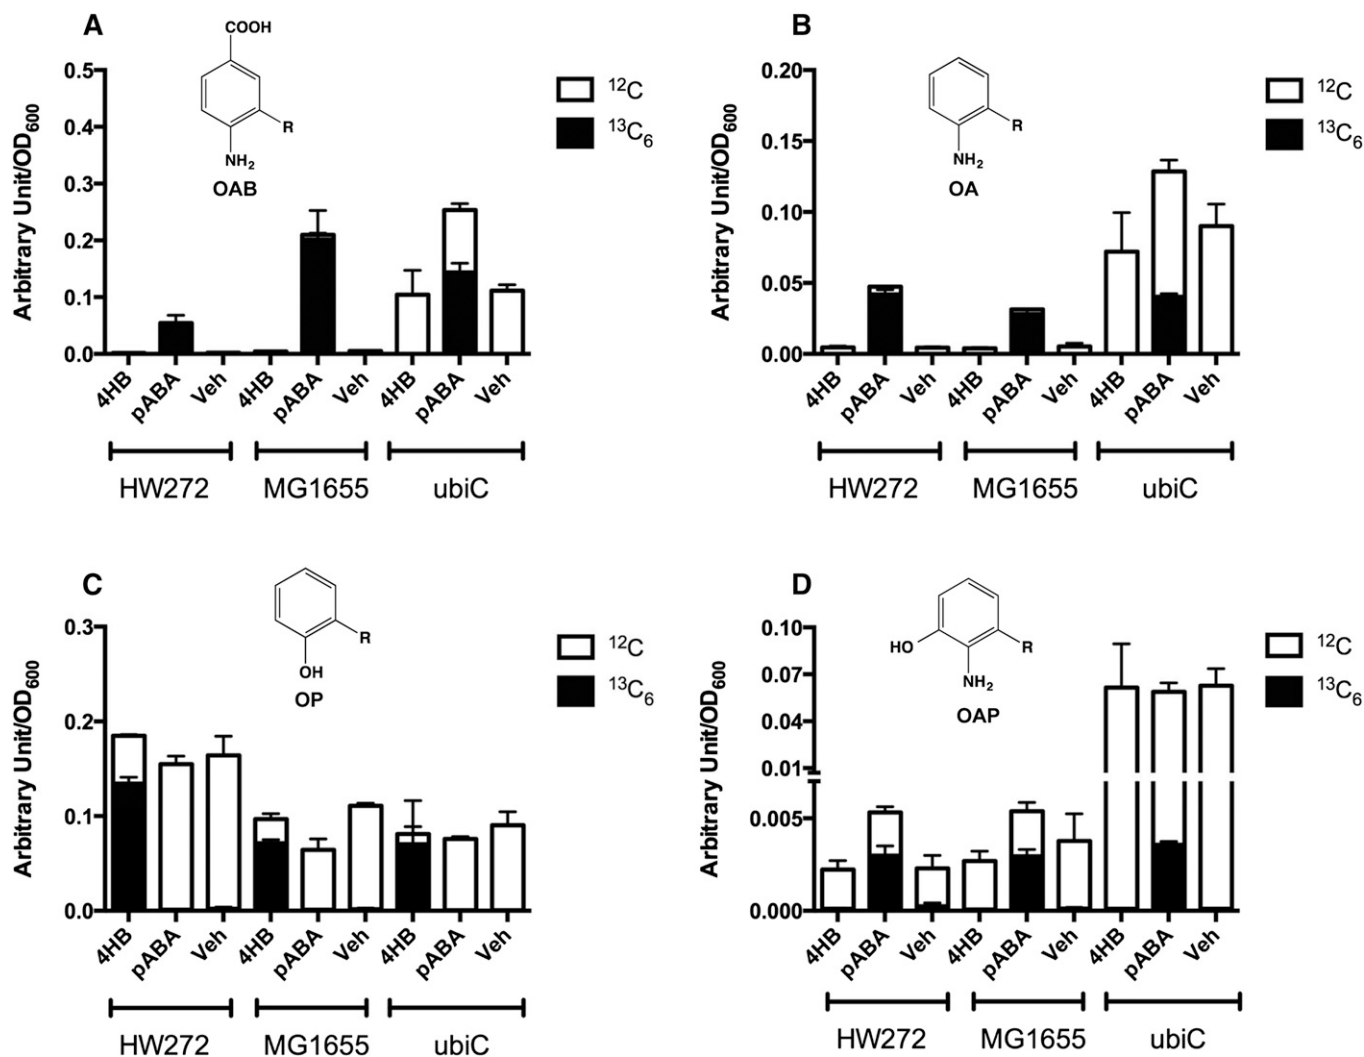 A
COOH
R
NH₂
OAB
¹²C
¹³C₆
Arbitrary Unit/OD₆₀₀
0.5
0.4
0.3
0.2
0.1
0.0
4HB pABA Veh 4HB pABA Veh 4HB pABA Veh
HW272 MG1655 ubiC
B
R
NH₂
OA
¹²C
¹³C₆
Arbitrary Unit/OD₆₀₀
0.20
0.15
0.10
0.05
0.00
4HB pABA Veh 4HB pABA Veh 4HB pABA Veh
HW272 MG1655 ubiC
C
R
OH
OP
¹²C
¹³C₆
Arbitrary Unit/OD₆₀₀
0.3
0.2
0.1
0.0
4HB pABA Veh 4HB pABA Veh 4HB pABA Veh
HW272 MG1655 ubiC
D
HO R
NH₂
OAP
¹²C
¹³C₆
Arbitrary Unit/OD₆₀₀
0.10
0.07
0.04
0.01
0.005
0.000
4HB pABA Veh 4HB pABA Veh 4HB pABA Veh
HW272 MG1655 ubiC